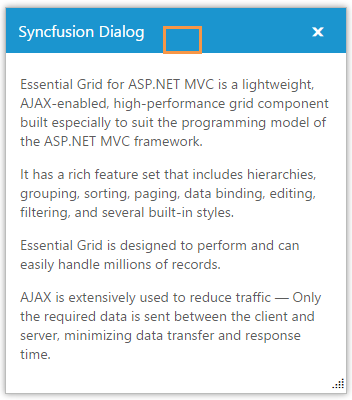 Syncfusion Dialog
Essential Grid for ASP.NET MVC is a lightweight,
AJAX-enabled, high-performance grid component
built especially to suit the programming model of
the ASP.NET MVC framework.
It has a rich feature set that includes hierarchies,
grouping, sorting, paging, data binding, editing,
filtering, and several built-in styles.
Essential Grid is designed to perform and can
easily handle millions of records.
AJAX is extensively used to reduce traffic — Only
the required data is sent between the client and
server, minimizing data transfer and response
time.